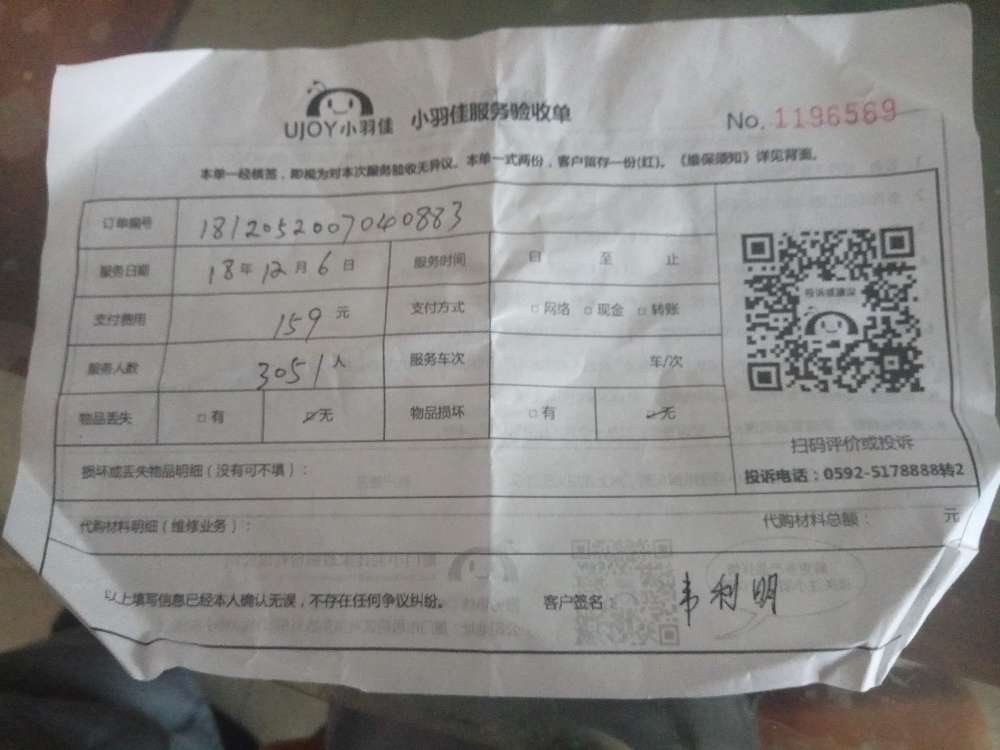 UJOY小羽佳 小羽佳服务验收单 No. 1196569
本单一经核签，即视为对本次服务验收无异议。本单一式两份，客户留存一份(红)。《维保须知》详见背面。
订单编号 1812052007040883
服务日期 18年12月6日 服务时间 自 至 止
支付费用 159元 支付方式 □网络 □现金 □转账
服务人数 3051人 服务车次 车/次
投诉或建议
物品丢失 □有 ☑无 物品损坏 □有 ☑无
扫码评价或投诉
损坏或丢失物品明细（没有可不填）： 投诉电话：0592-5178888转2
代购材料明细（维修业务）： 代购材料总额： 元
以上填写信息已经本人确认无误，不存在任何争议纠纷。 客户签名： 韦利明